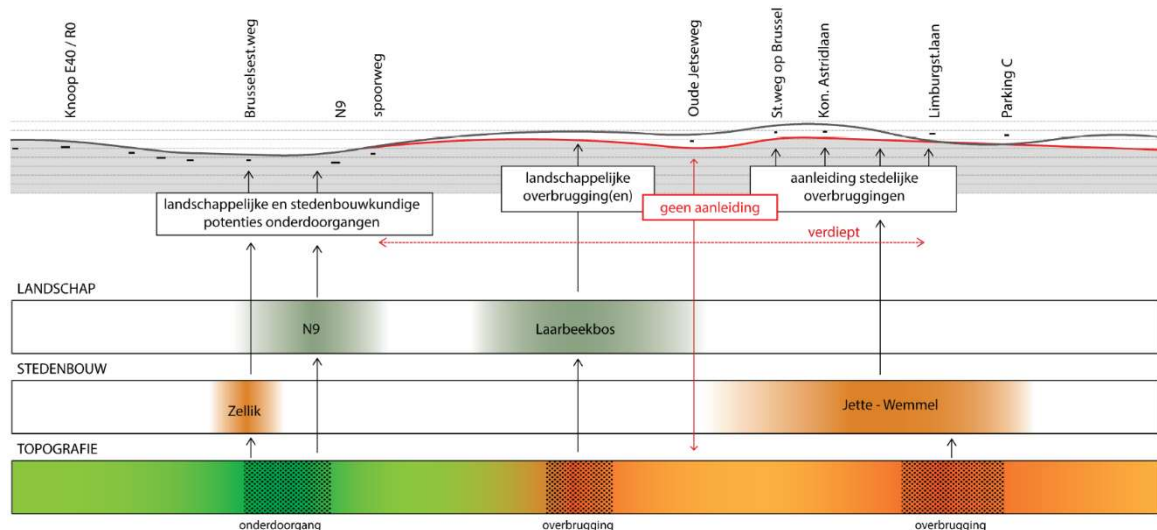 Knoop E40 / R0
Brusselsest.weg
N9
spoorweg
Oude Jetseweg
St.weg op Brussel
Kon. Astridlaan
Limburgst.laan
Parking C
landschappelijke en stedenbouwkundige
potenties onderdoorgangen
landschappelijke
overbrugging(en)
geen aanleiding
aanleiding stedelijke
overbruggingen
verdiept
LANDSCHAP
N9
Laarbeekbos
STEDENBOUW
Zellik
Jette - Wemmel
TOPOGRAFIE
onderdoorgang
overbrugging
overbrugging